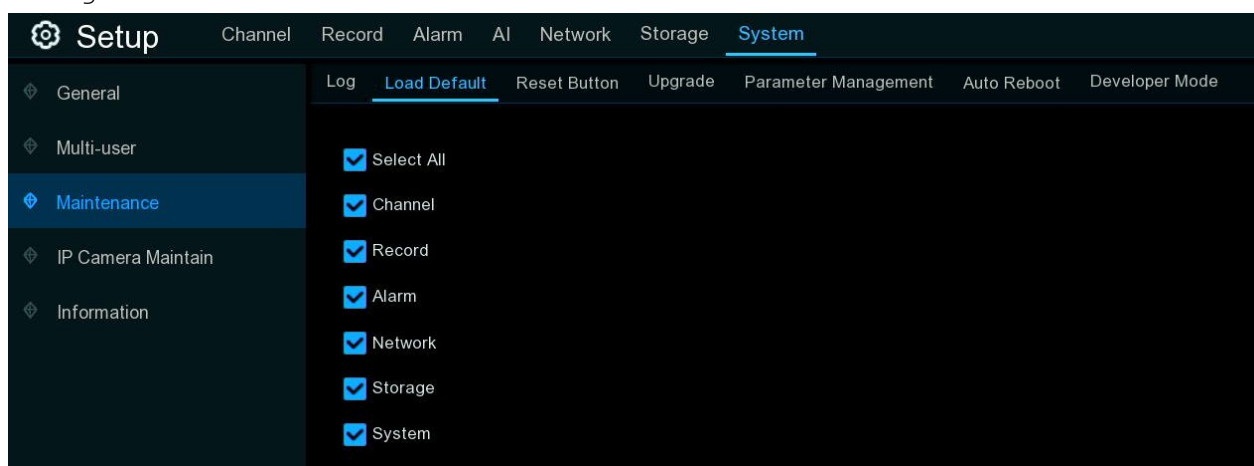 Setup Channel Record Alarm AI Network Storage System
Log Load Default Reset Button Upgrade Parameter Management Auto Reboot Developer Mode
General
Multi-user
Maintenance
IP Camera Maintain
Information
Select All
Channel
Record
Alarm
Network
Storage
System